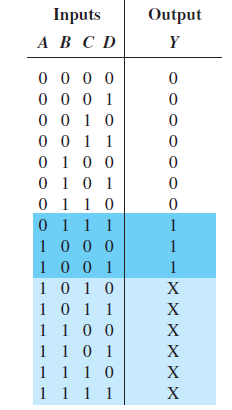 Inputs Output
A B C D Y
0 0 0 0 0
0 0 0 1 0
0 0 1 0 0
0 0 1 1 0
0 1 0 0 0
0 1 0 1 0
0 1 1 0 0
0 1 1 1 1
1 0 0 0 1
1 0 0 1 1
1 0 1 0 X
1 0 1 1 X
1 1 0 0 X
1 1 0 1 X
1 1 1 0 X
1 1 1 1 X